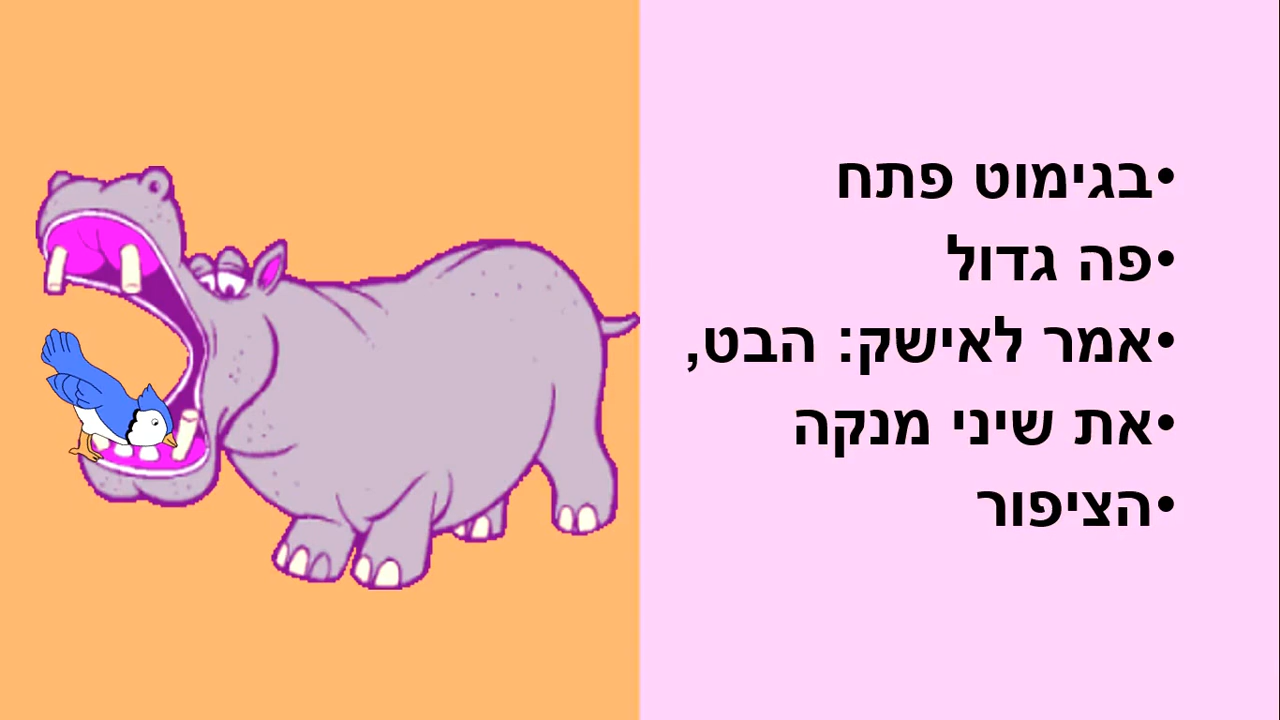 •בגימוט פתח
•פה גדול
•אמר לאישק: הבט,
•את שיני מנקה
•הציפור